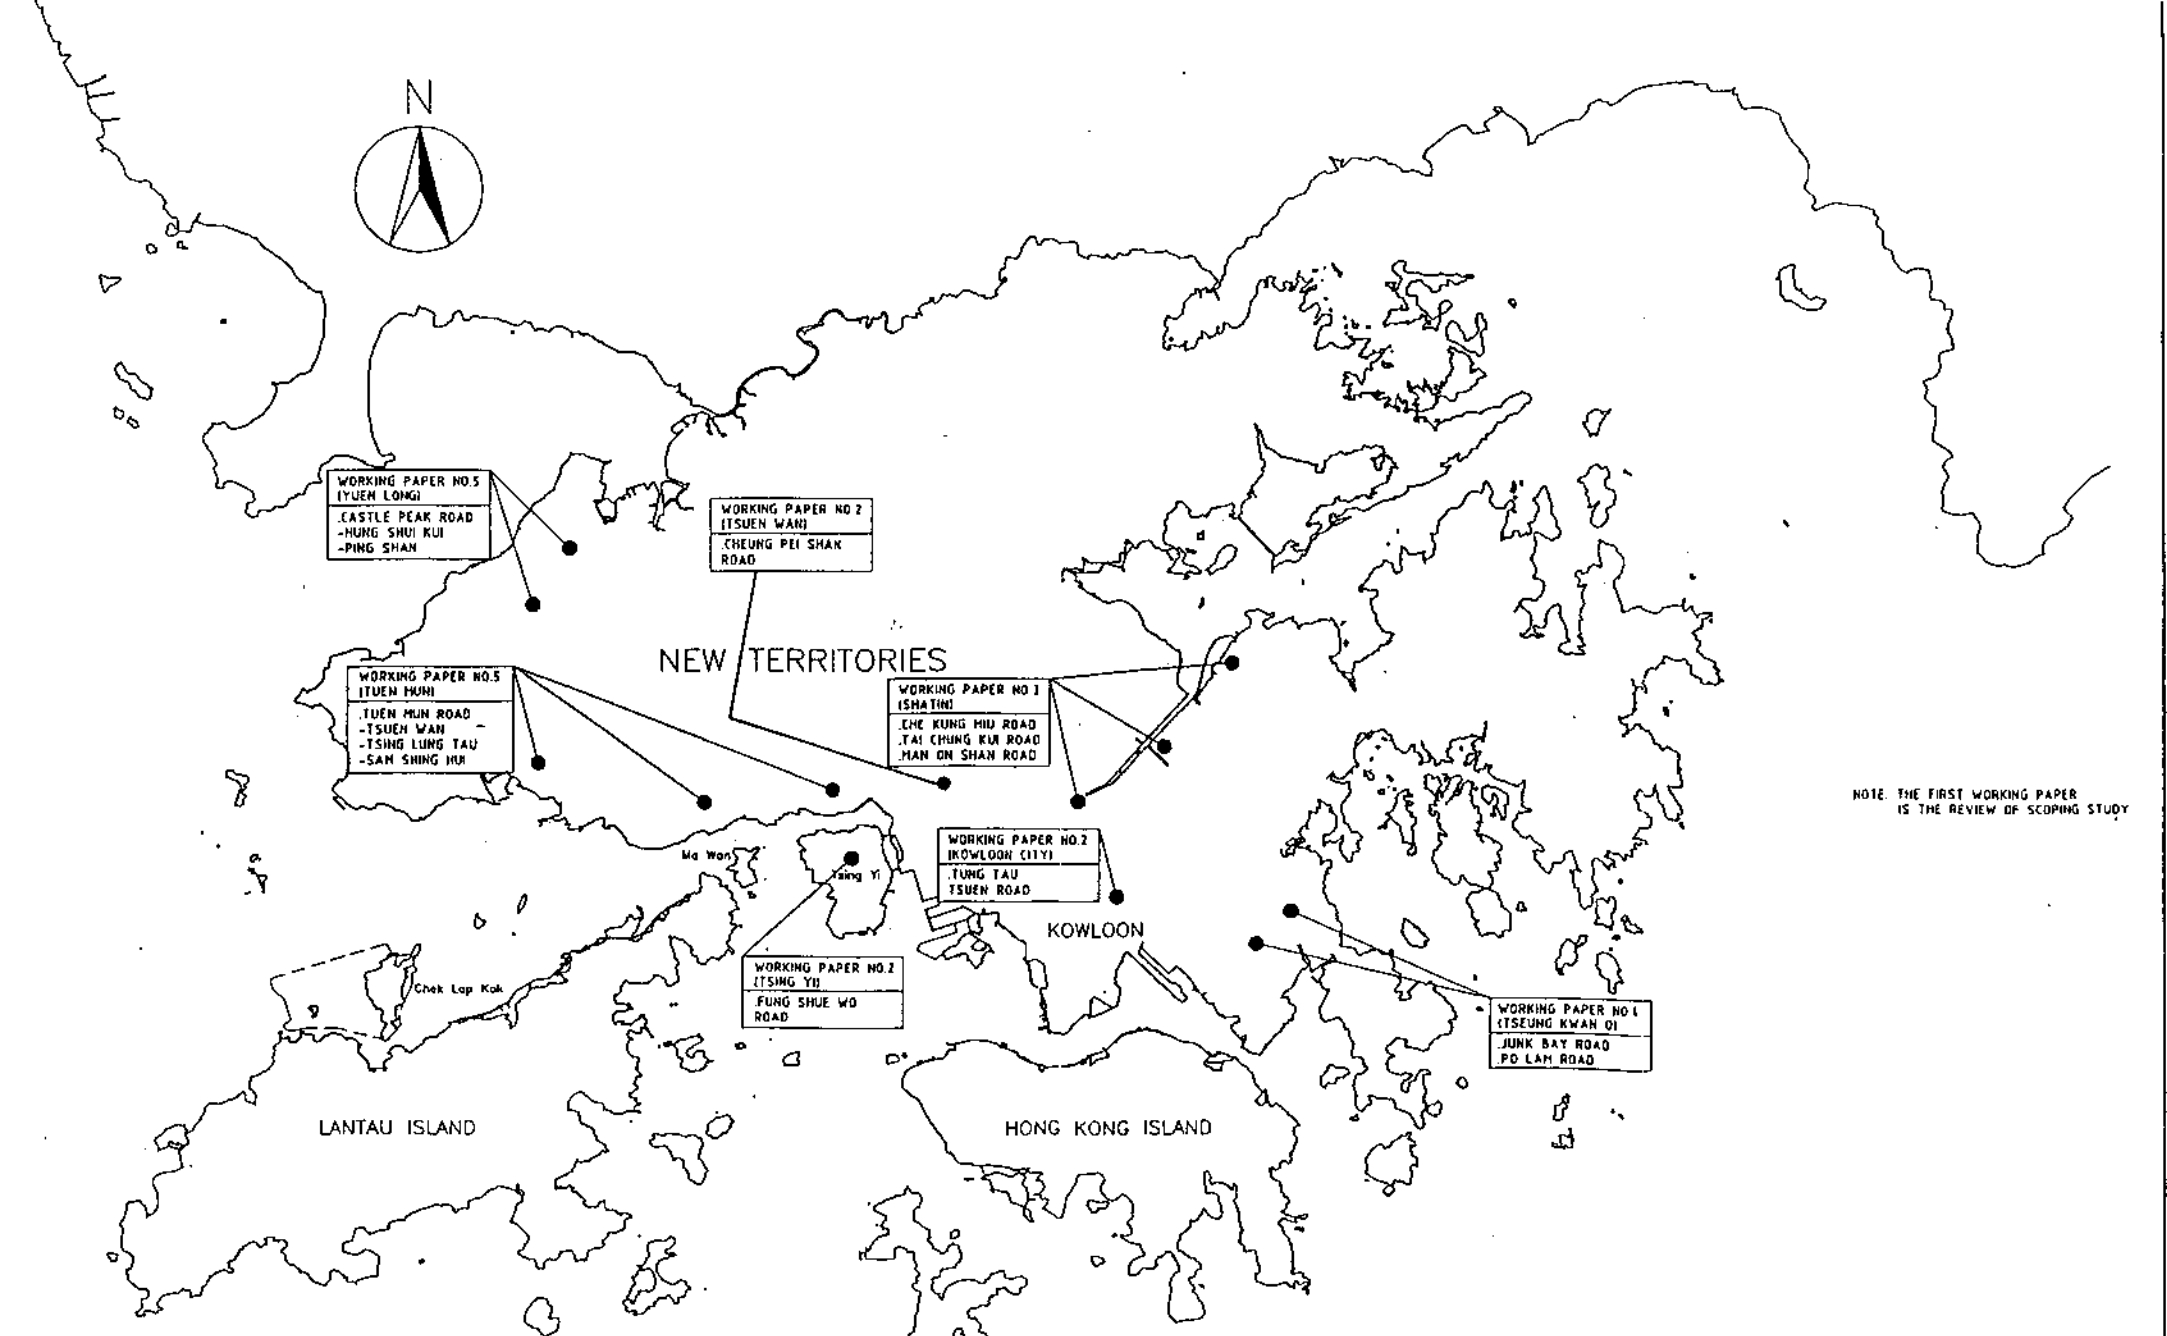 N
WORKING PAPER NO.5
(YUEN LONG)
.CASTLE PEAK ROAD
-HUNG SHUI KUI
-PING SHAN
WORKING PAPER NO 2
(TSUEN WAN)
.CHEUNG PEI SHAN
ROAD
NEW TERRITORIES
WORKING PAPER NO.5
(TUEN MUN)
.TUEN MUN ROAD
-TSUEN WAN
-TSING LUNG TAU
-SAM SHING HUI
WORKING PAPER NO 3
(SHATIN)
.CHE KUNG MIU ROAD
.TAI CHUNG KUI ROAD
.MAN ON SHAN ROAD
NOTE: THE FIRST WORKING PAPER
IS THE REVIEW OF SCOPING STUDY
WORKING PAPER NO.2
(KOWLOON CITY)
.TUNG TAU
TSUEN ROAD
Ma Wan
Tsing Yi
KOWLOON
WORKING PAPER NO.2
(TSING YI)
.FUNG SHUE WO
ROAD
Chek Lap Kok
WORKING PAPER NO
(TSEUNG KWAN O)
.JUNK BAY ROAD
.PO LAM ROAD
LANTAU ISLAND
HONG KONG ISLAND